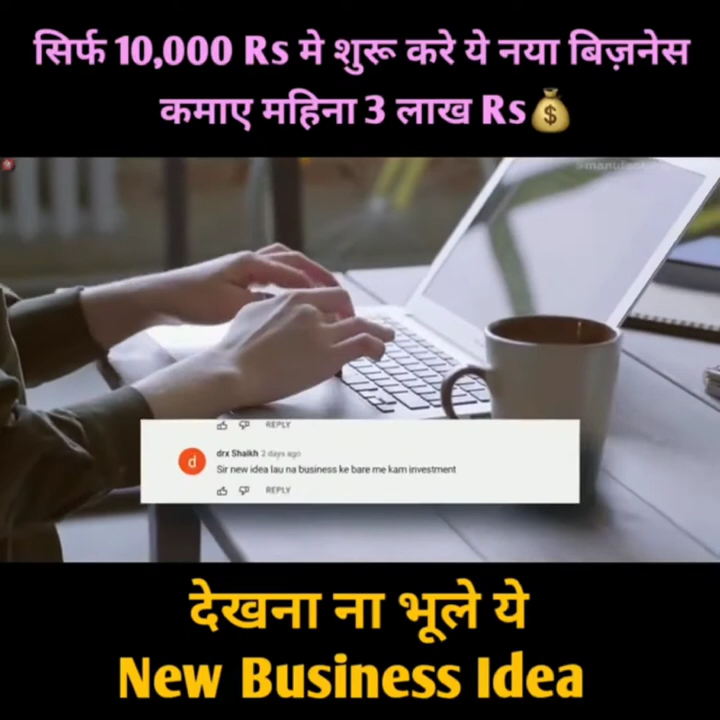 सिर्फ 10,000 Rs मे शुरू करे ये नया बिज़नेस
कमाए महिना 3 लाख Rs💰
REPLY
d
drx Shaikh 2 days ago
Sir new idea lau na business ke bare me kam investment
REPLY
देखना ना भूले ये
New Business Idea